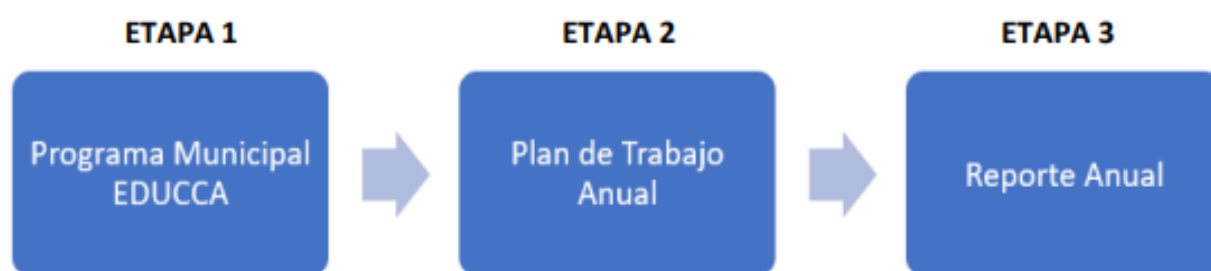 ETAPA 1
ETAPA 2
ETAPA 3
Programa Municipal
EDUCCA
Plan de Trabajo
Anual
Reporte Anual